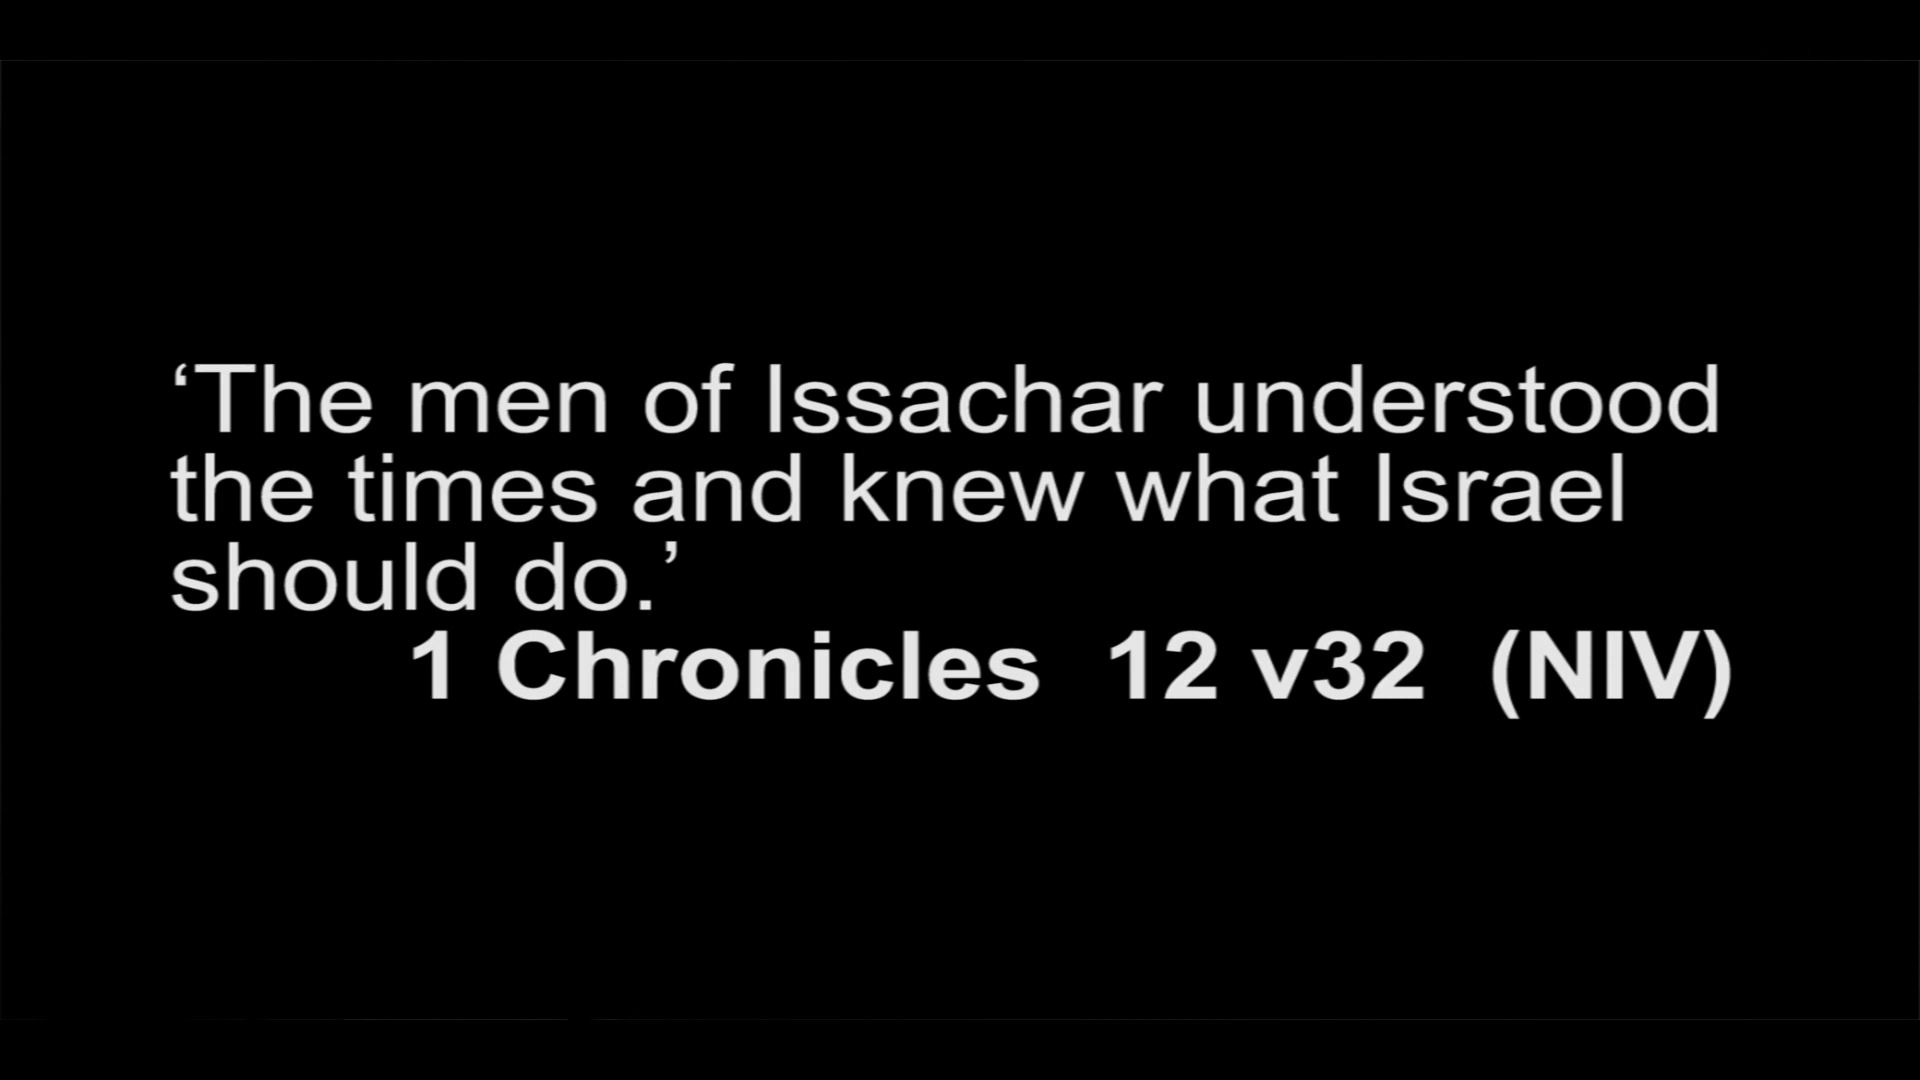 ‘The men of Issachar understood
the times and knew what Israel
should do.’
1 Chronicles 12 v32 (NIV)